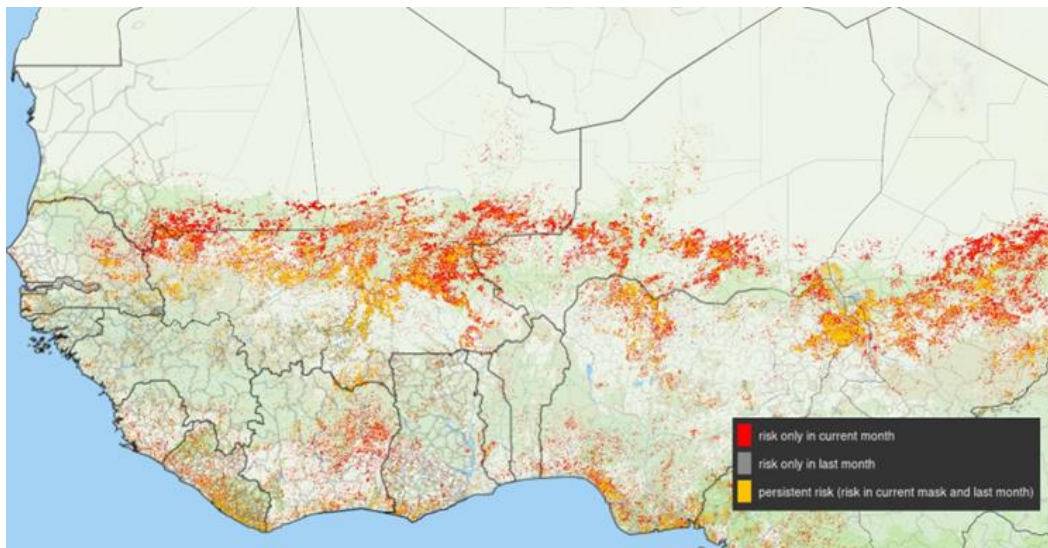 risk only in current month
risk only in last month
persistent risk (risk in current mask and last month)